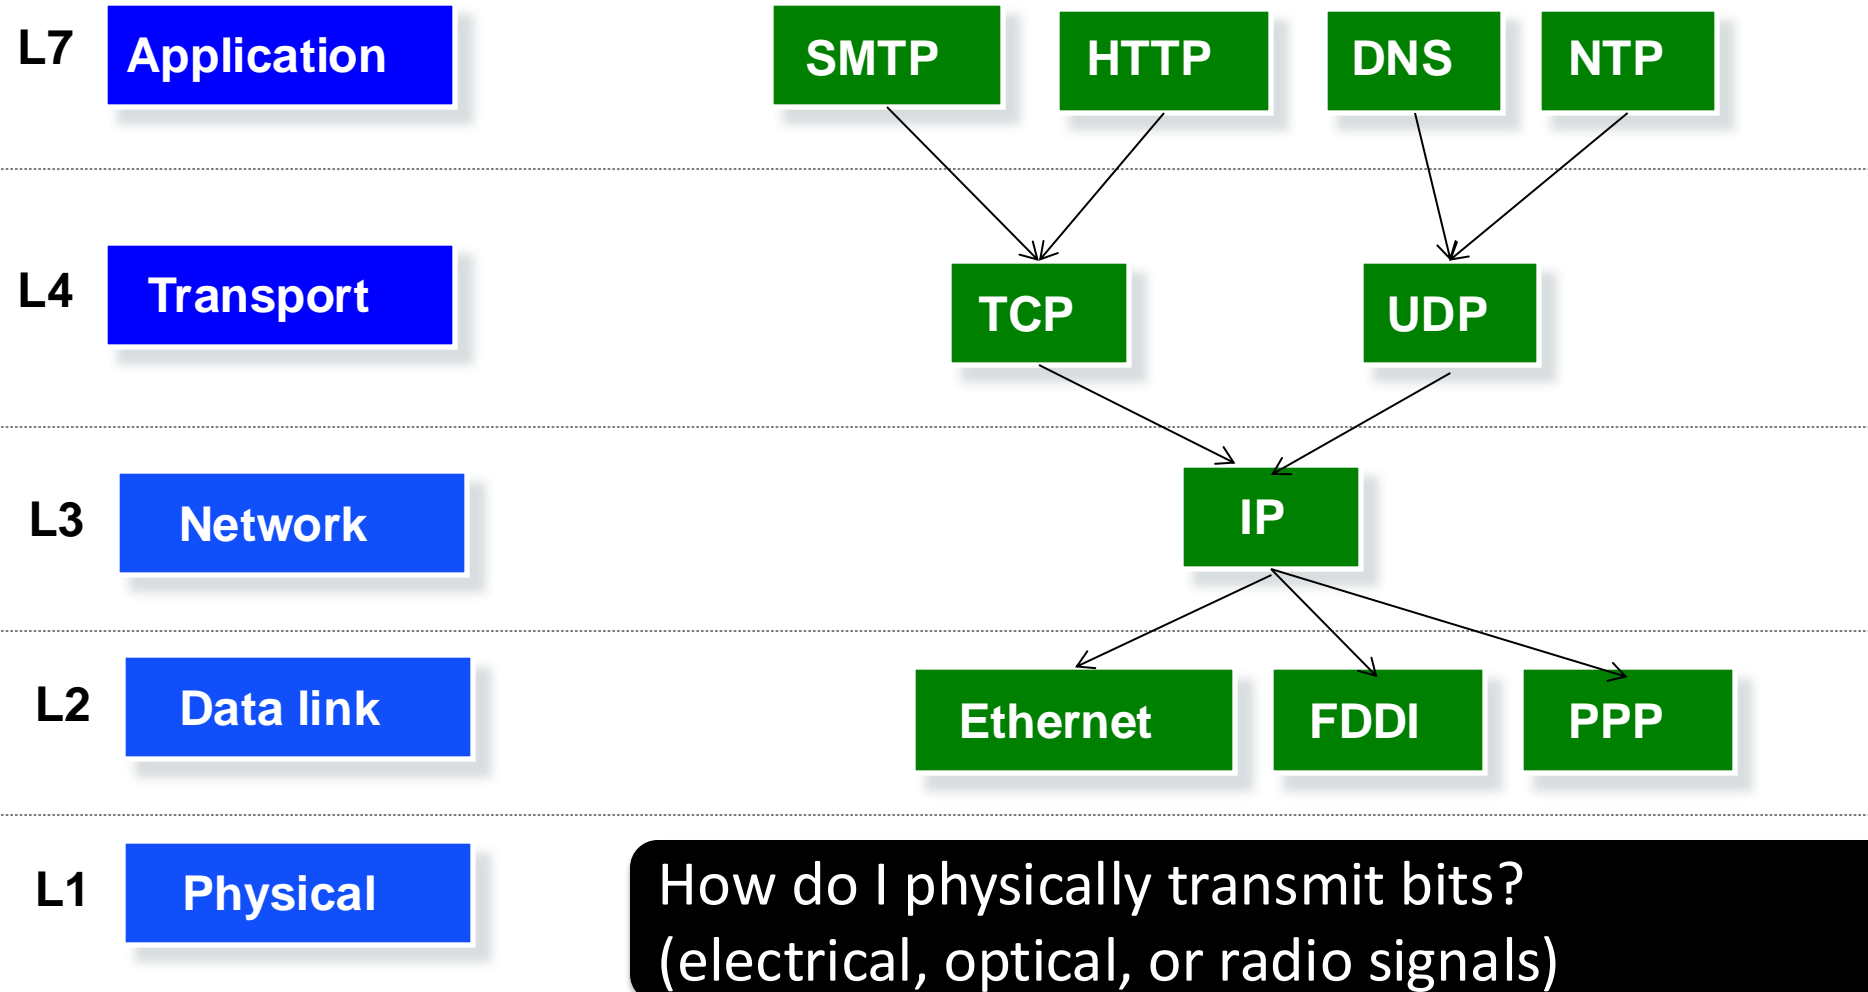 L7 Application SMTP HTTP DNS NTP
L4 Transport TCP UDP
L3 Network IP
L2 Data link Ethernet FDDI PPP
L1 Physical
How do I physically transmit bits?
(electrical, optical, or radio signals)